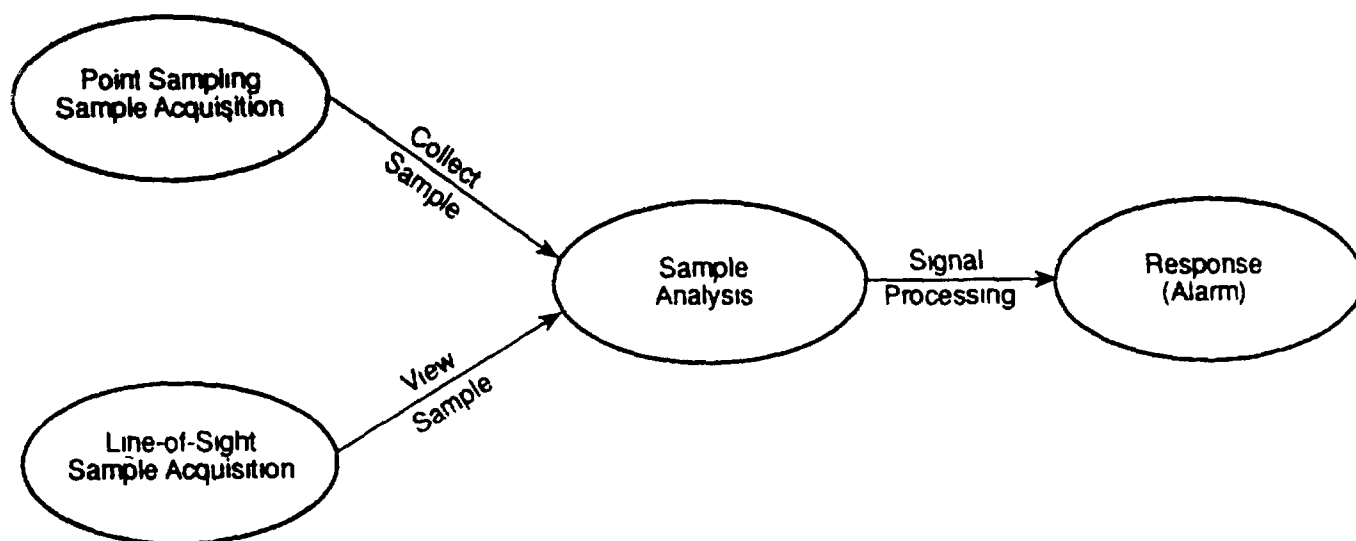 Point Sampling
Sample Acquisition
Collect
Sample
Sample
Analysis
Signal
Processing
Response
(Alarm)
View
Sample
Line-of-Sight
Sample Acquisition